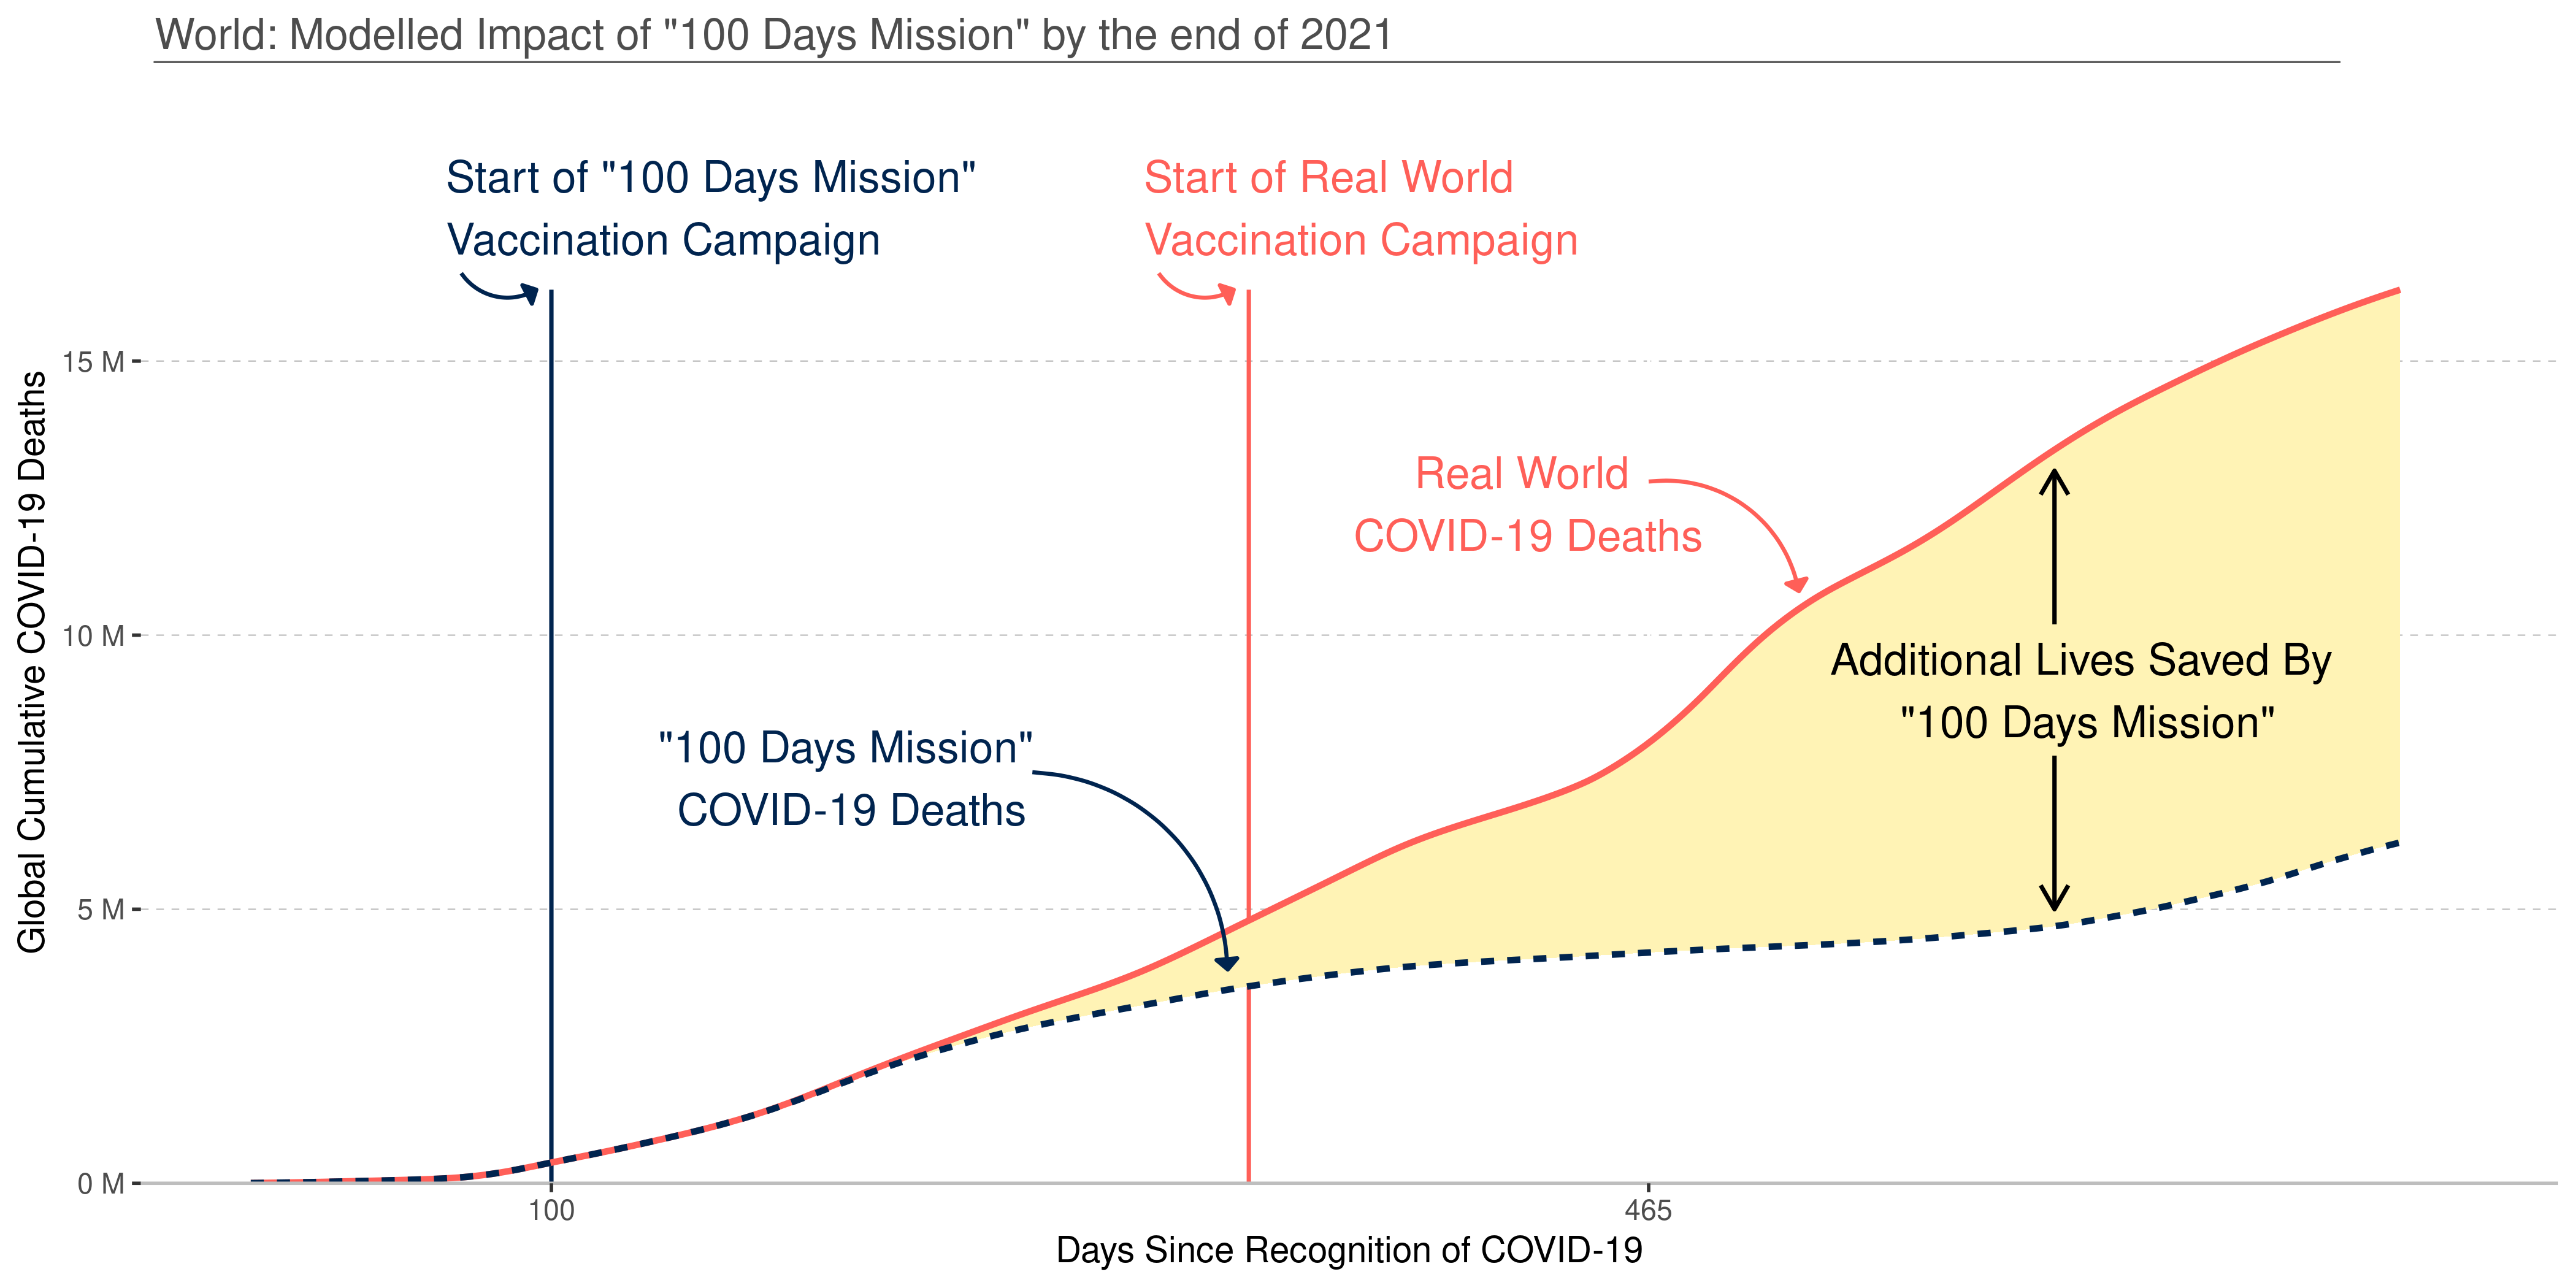 World: Modelled Impact of "100 Days Mission" by the end of 2021
Start of "100 Days Mission"
Vaccination Campaign
Start of Real World
Vaccination Campaign
Global Cumulative COVID-19 Deaths
15 M
10 M
5 M
0 M
Real World
COVID-19 Deaths
Additional Lives Saved By
"100 Days Mission"
"100 Days Mission"
COVID-19 Deaths
100
465
Days Since Recognition of COVID-19